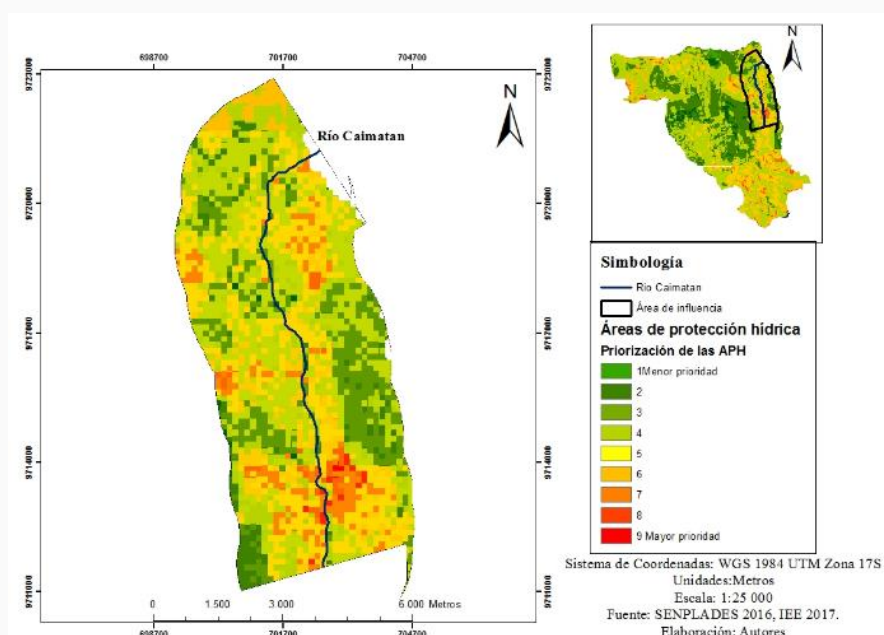 698700 701700 704700
9723000 9723000
N
Río Caimatan
9720000 9720000
9717000 9717000
9714000 9714000
9711000 9711000
0 1.500 3.000 6.000 Metros
698700 701700 704700
N
Simbología
Rio Caimatan
Área de influencia
Áreas de protección hídrica
Priorización de las APH
1Menor prioridad
2
3
4
5
6
7
8
9 Mayor prioridad
Sistema de Coordenadas: WGS 1984 UTM Zona 17S
Unidades:Metros
Escala: 1:25 000
Fuente: SENPLADES 2016, IEE 2017.
Elaboración: Autores